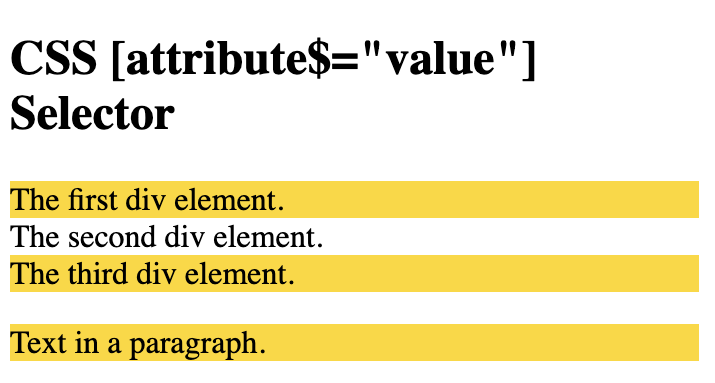 CSS [attribute$="value"]
Selector
The first div element.
The second div element.
The third div element.
Text in a paragraph.